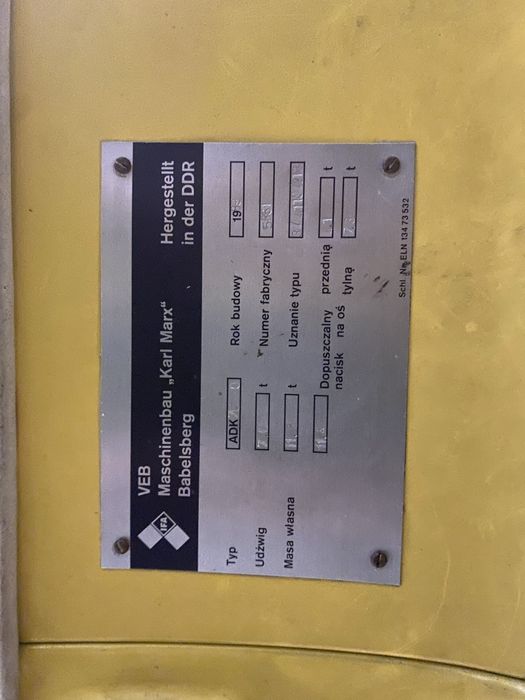 IFA
VEB
Maschinenbau „Karl Marx"
Babelsberg
Hergestellt
in der DDR
Typ ADK Rok budowy 19
Udźwig t Numer fabryczny
Masa własna t Uznanie typu
Dopuszczalny przednią t
nacisk na oś tylną t
Schl. Nr. ELN 134 73 532